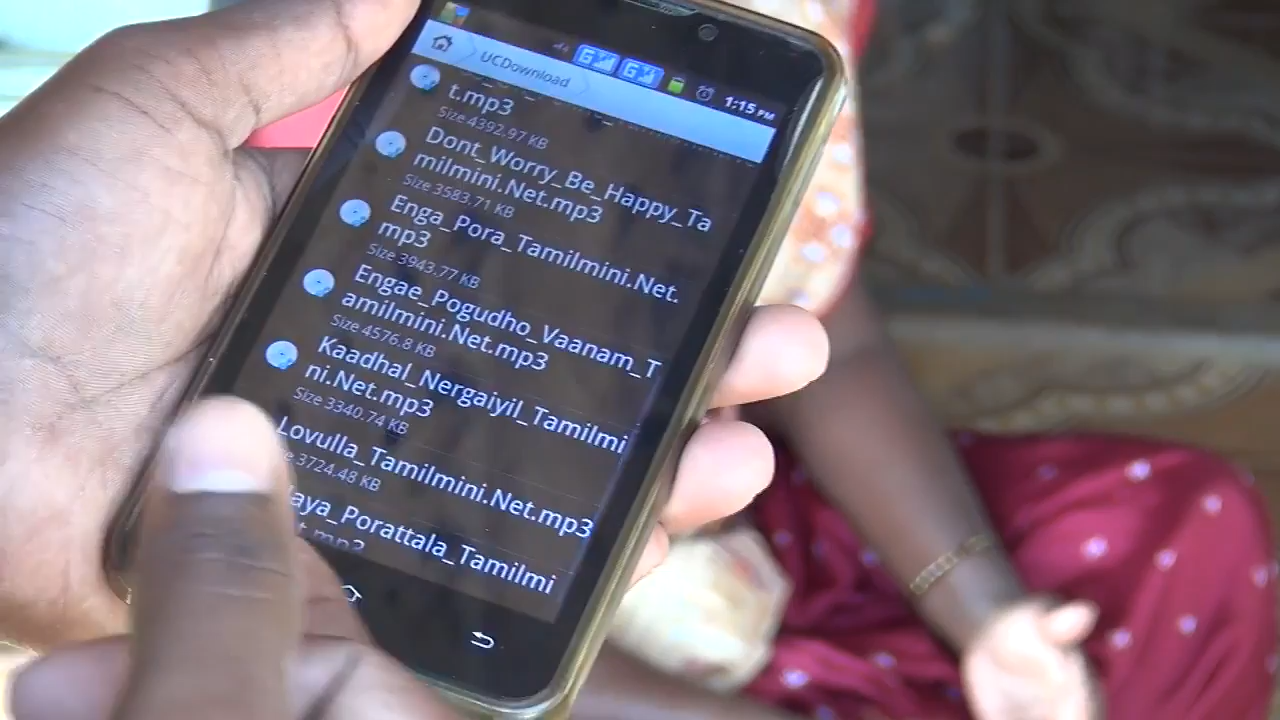 UCDownload
1:15 PM
t.mp3
Size 4392.97 KB
Dont_Worry_Be_Happy_Ta
milmini.Net.mp3
Size 3583.71 KB
Enga_Pora_Tamilmini.Net.
mp3
Size 3943.77 KB
Engae_Pogudho_Vaanam_T
amilmini.Net.mp3
Size 4576.8 KB
Kaadhal_Nergaiyil_Tamilmi
ni.Net.mp3
Size 3340.74 KB
Lovulla_Tamilmini.Net.mp3
3724.48 KB
aya_Porattala_Tamilmi
t.mp3